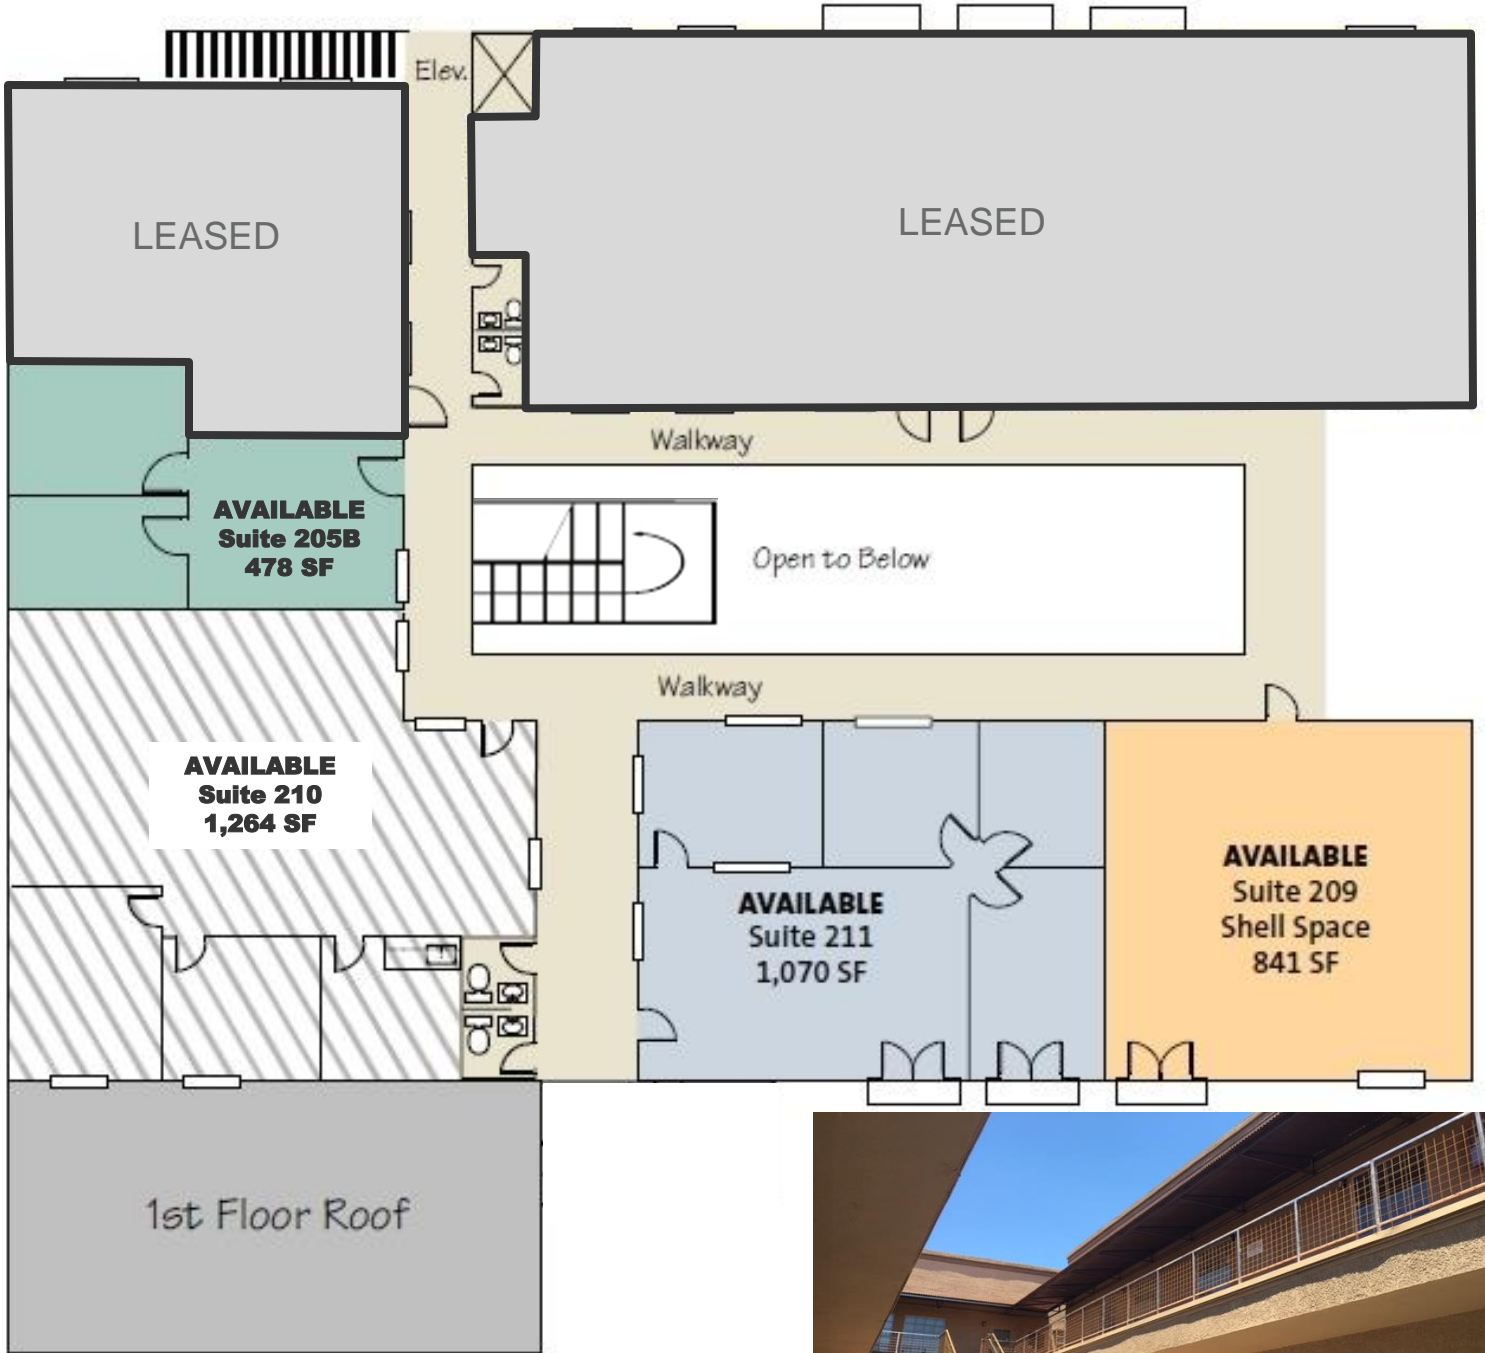 Elev.
LEASED
LEASED
Walkway
AVAILABLE
Suite 205B
478 SF
Open to Below
Walkway
AVAILABLE
Suite 210
1,264 SF
AVAILABLE
Suite 211
1,070 SF
AVAILABLE
Suite 209
Shell Space
841 SF
1st Floor Roof